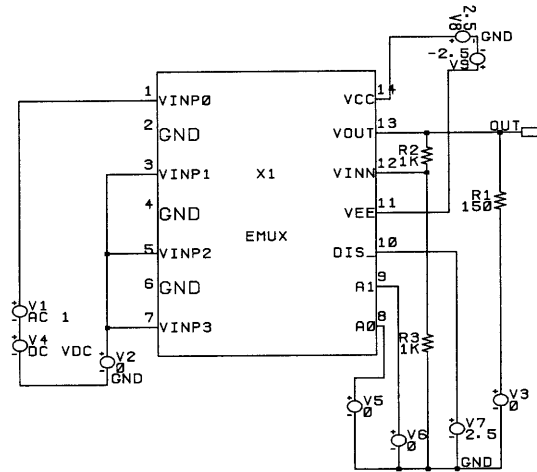 2.5
V8
GND
-2.5
V9
14
1 VINP0 VCC
13 OUT
2 GND VOUT
R2
1K
3 12
VINP1 X1 VINN
R1
150
4 GND 11
VEE
EMUX
5 VINP2 10
DIS_
6 GND 9
A1
V1
AC 1
7 VINP3 8
A0
R3
1K
V4
DC VDC
V2
0
GND
V5
0
V3
0
V6
0
V7
2.5
GND